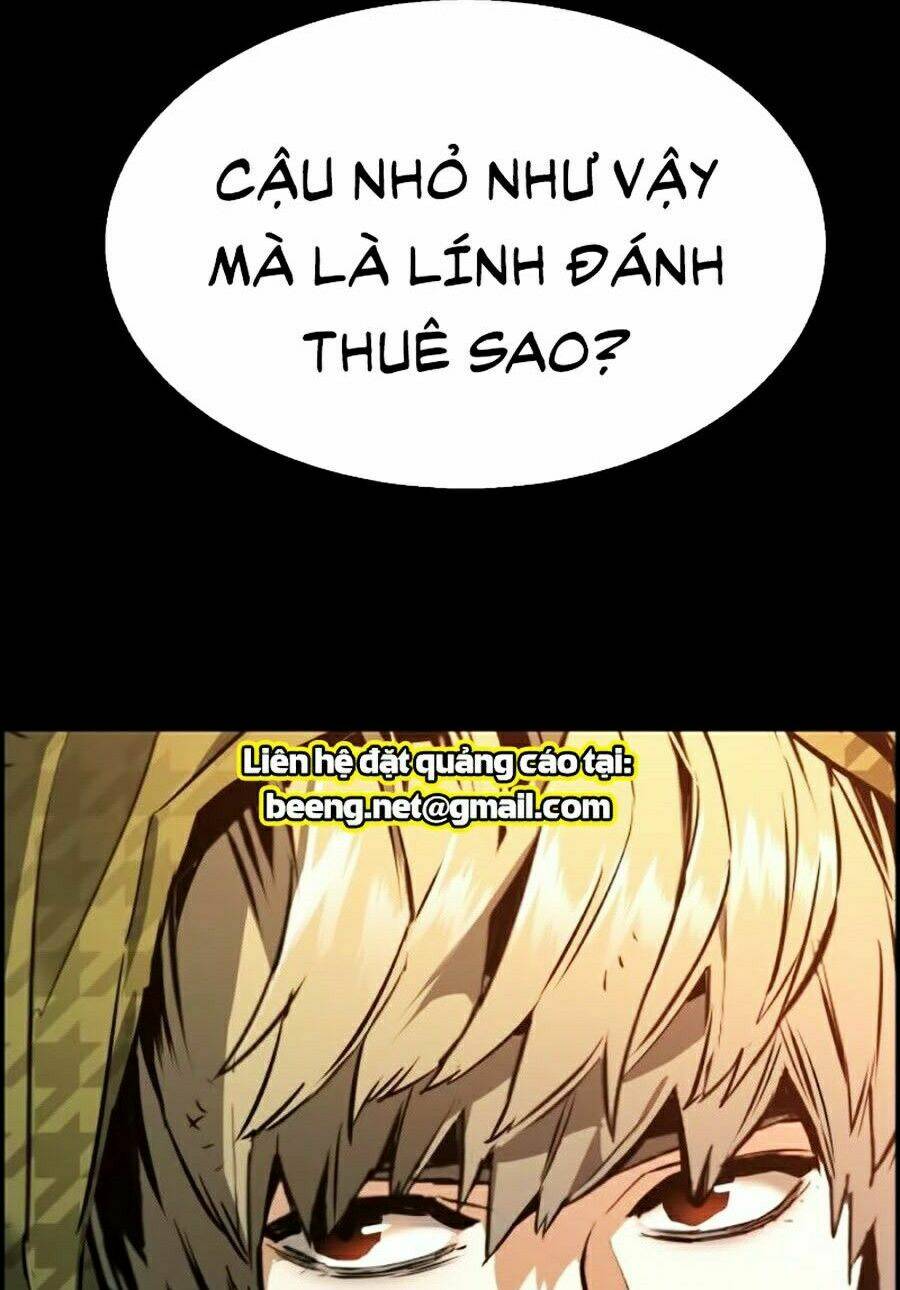 CẬU NHỎ NHƯ VẬY
MÀ LÀ LÍNH ĐÁNH
THUÊ SAO?
Liên hệ đặt quảng cáo tại:
beeng.net@gmail.com